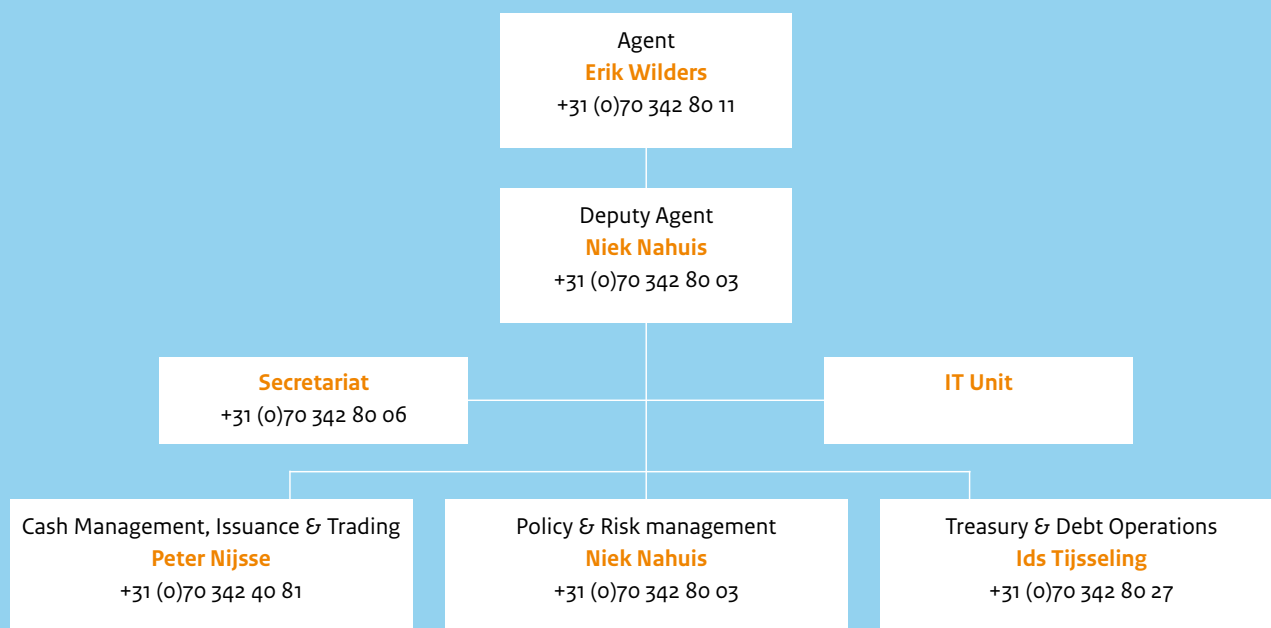 Agent
Erik Wilders
+31 (0)70 342 80 11
Deputy Agent
Niek Nahuis
+31 (0)70 342 80 03
Secretariat
+31 (0)70 342 80 06
IT Unit
Cash Management, Issuance & Trading
Peter Nijsse
+31 (0)70 342 40 81
Policy & Risk management
Niek Nahuis
+31 (0)70 342 80 03
Treasury & Debt Operations
Ids Tijsseling
+31 (0)70 342 80 27